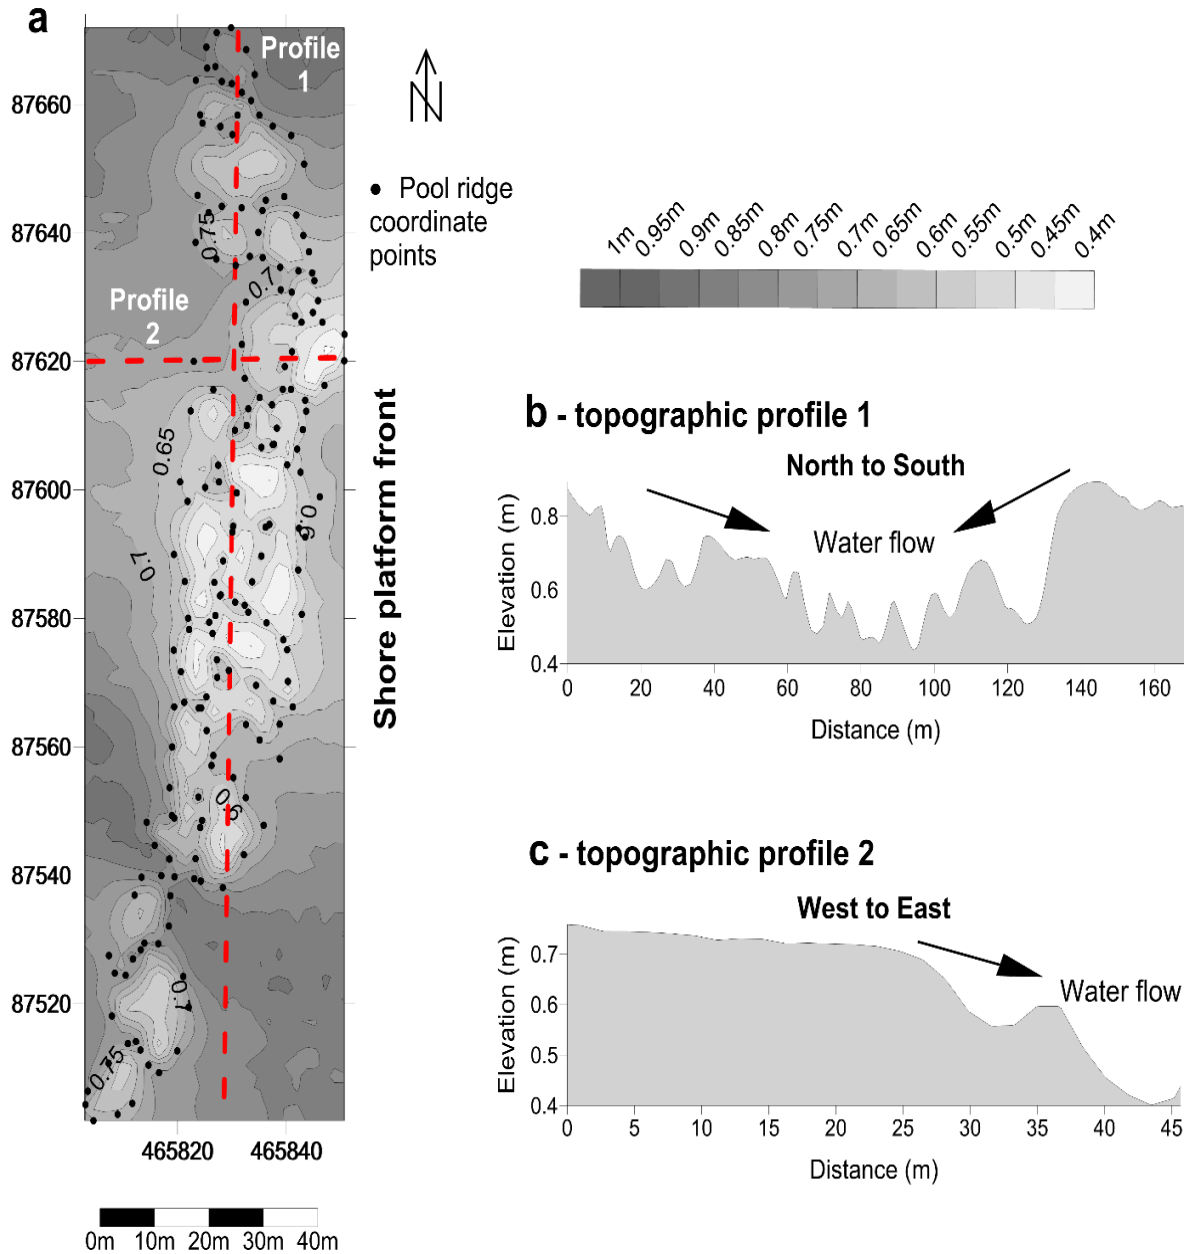 a
Profile
1
87660
87640
87620
87600
87580
87560
87540
87520
465820
465840
0m 10m 20m 30m 40m
0.75
0.7
Profile
2
0.65
0.6
0.7
0.6
0.7
0.75
N
Pool ridge
coordinate
points
Shore platform front
1m 0.95m 0.9m 0.85m 0.8m 0.75m 0.7m 0.65m 0.6m 0.55m 0.5m 0.45m 0.4m
b - topographic profile 1
North to South
Water flow
Elevation (m)
0.8
0.6
0.4
0 20 40 60 80 100 120 140 160
Distance (m)
c - topographic profile 2
West to East
Water flow
Elevation (m)
0.7
0.6
0.5
0.4
0 5 10 15 20 25 30 35 40 45
Distance (m)